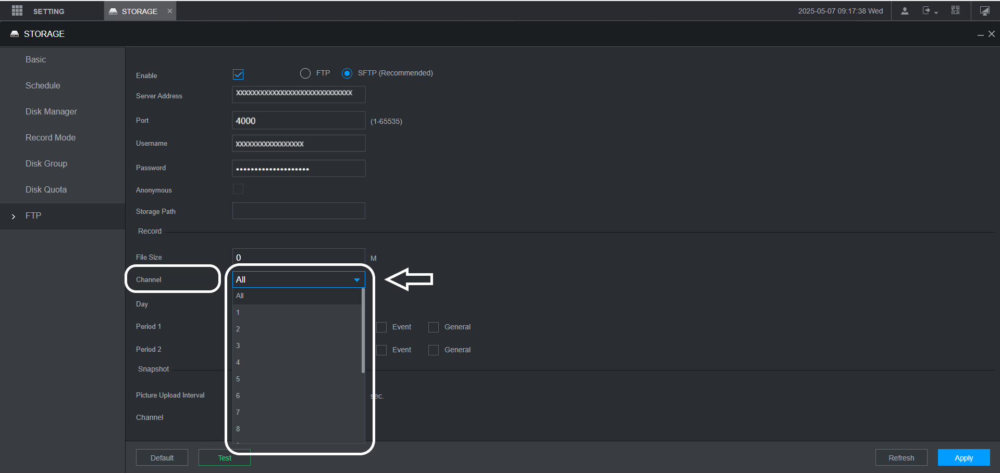 SETTING
STORAGE
2025-05-07 09:17:38 Wed
STORAGE
Basic
Schedule
Disk Manager
Record Mode
Disk Group
Disk Quota
FTP
Enable
FTP
SFTP (Recommended)
Server Address
XXXXXXXXXXXXXXXXXXXXXXXXXXXXX
Port
4000
(1-65535)
Username
XXXXXXXXXXXXXXXXX
Password
••••••••••••••••••••
Anonymous
Storage Path
Record
File Size
0
M
Channel
All
All
1
2
3
4
5
6
7
8
Day
Period 1
Event
General
Period 2
Event
General
Snapshot
Picture Upload Interval
sec.
Channel
Default
Test
Refresh
Apply